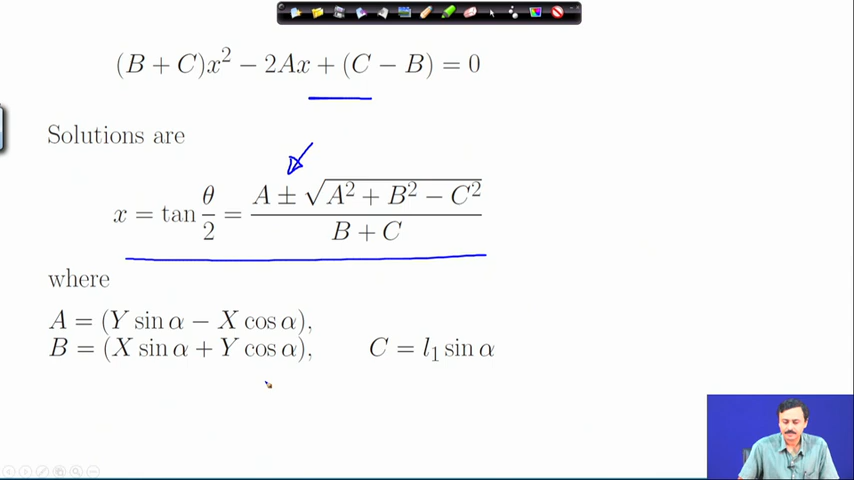 (B + C)x² − 2Ax + (C − B) = 0
Solutions are
x = tan θ/2 = (A ± √(A² + B² − C²))/(B + C)
where
A = (Y sin α − X cos α),
B = (X sin α + Y cos α), C = l₁ sin α